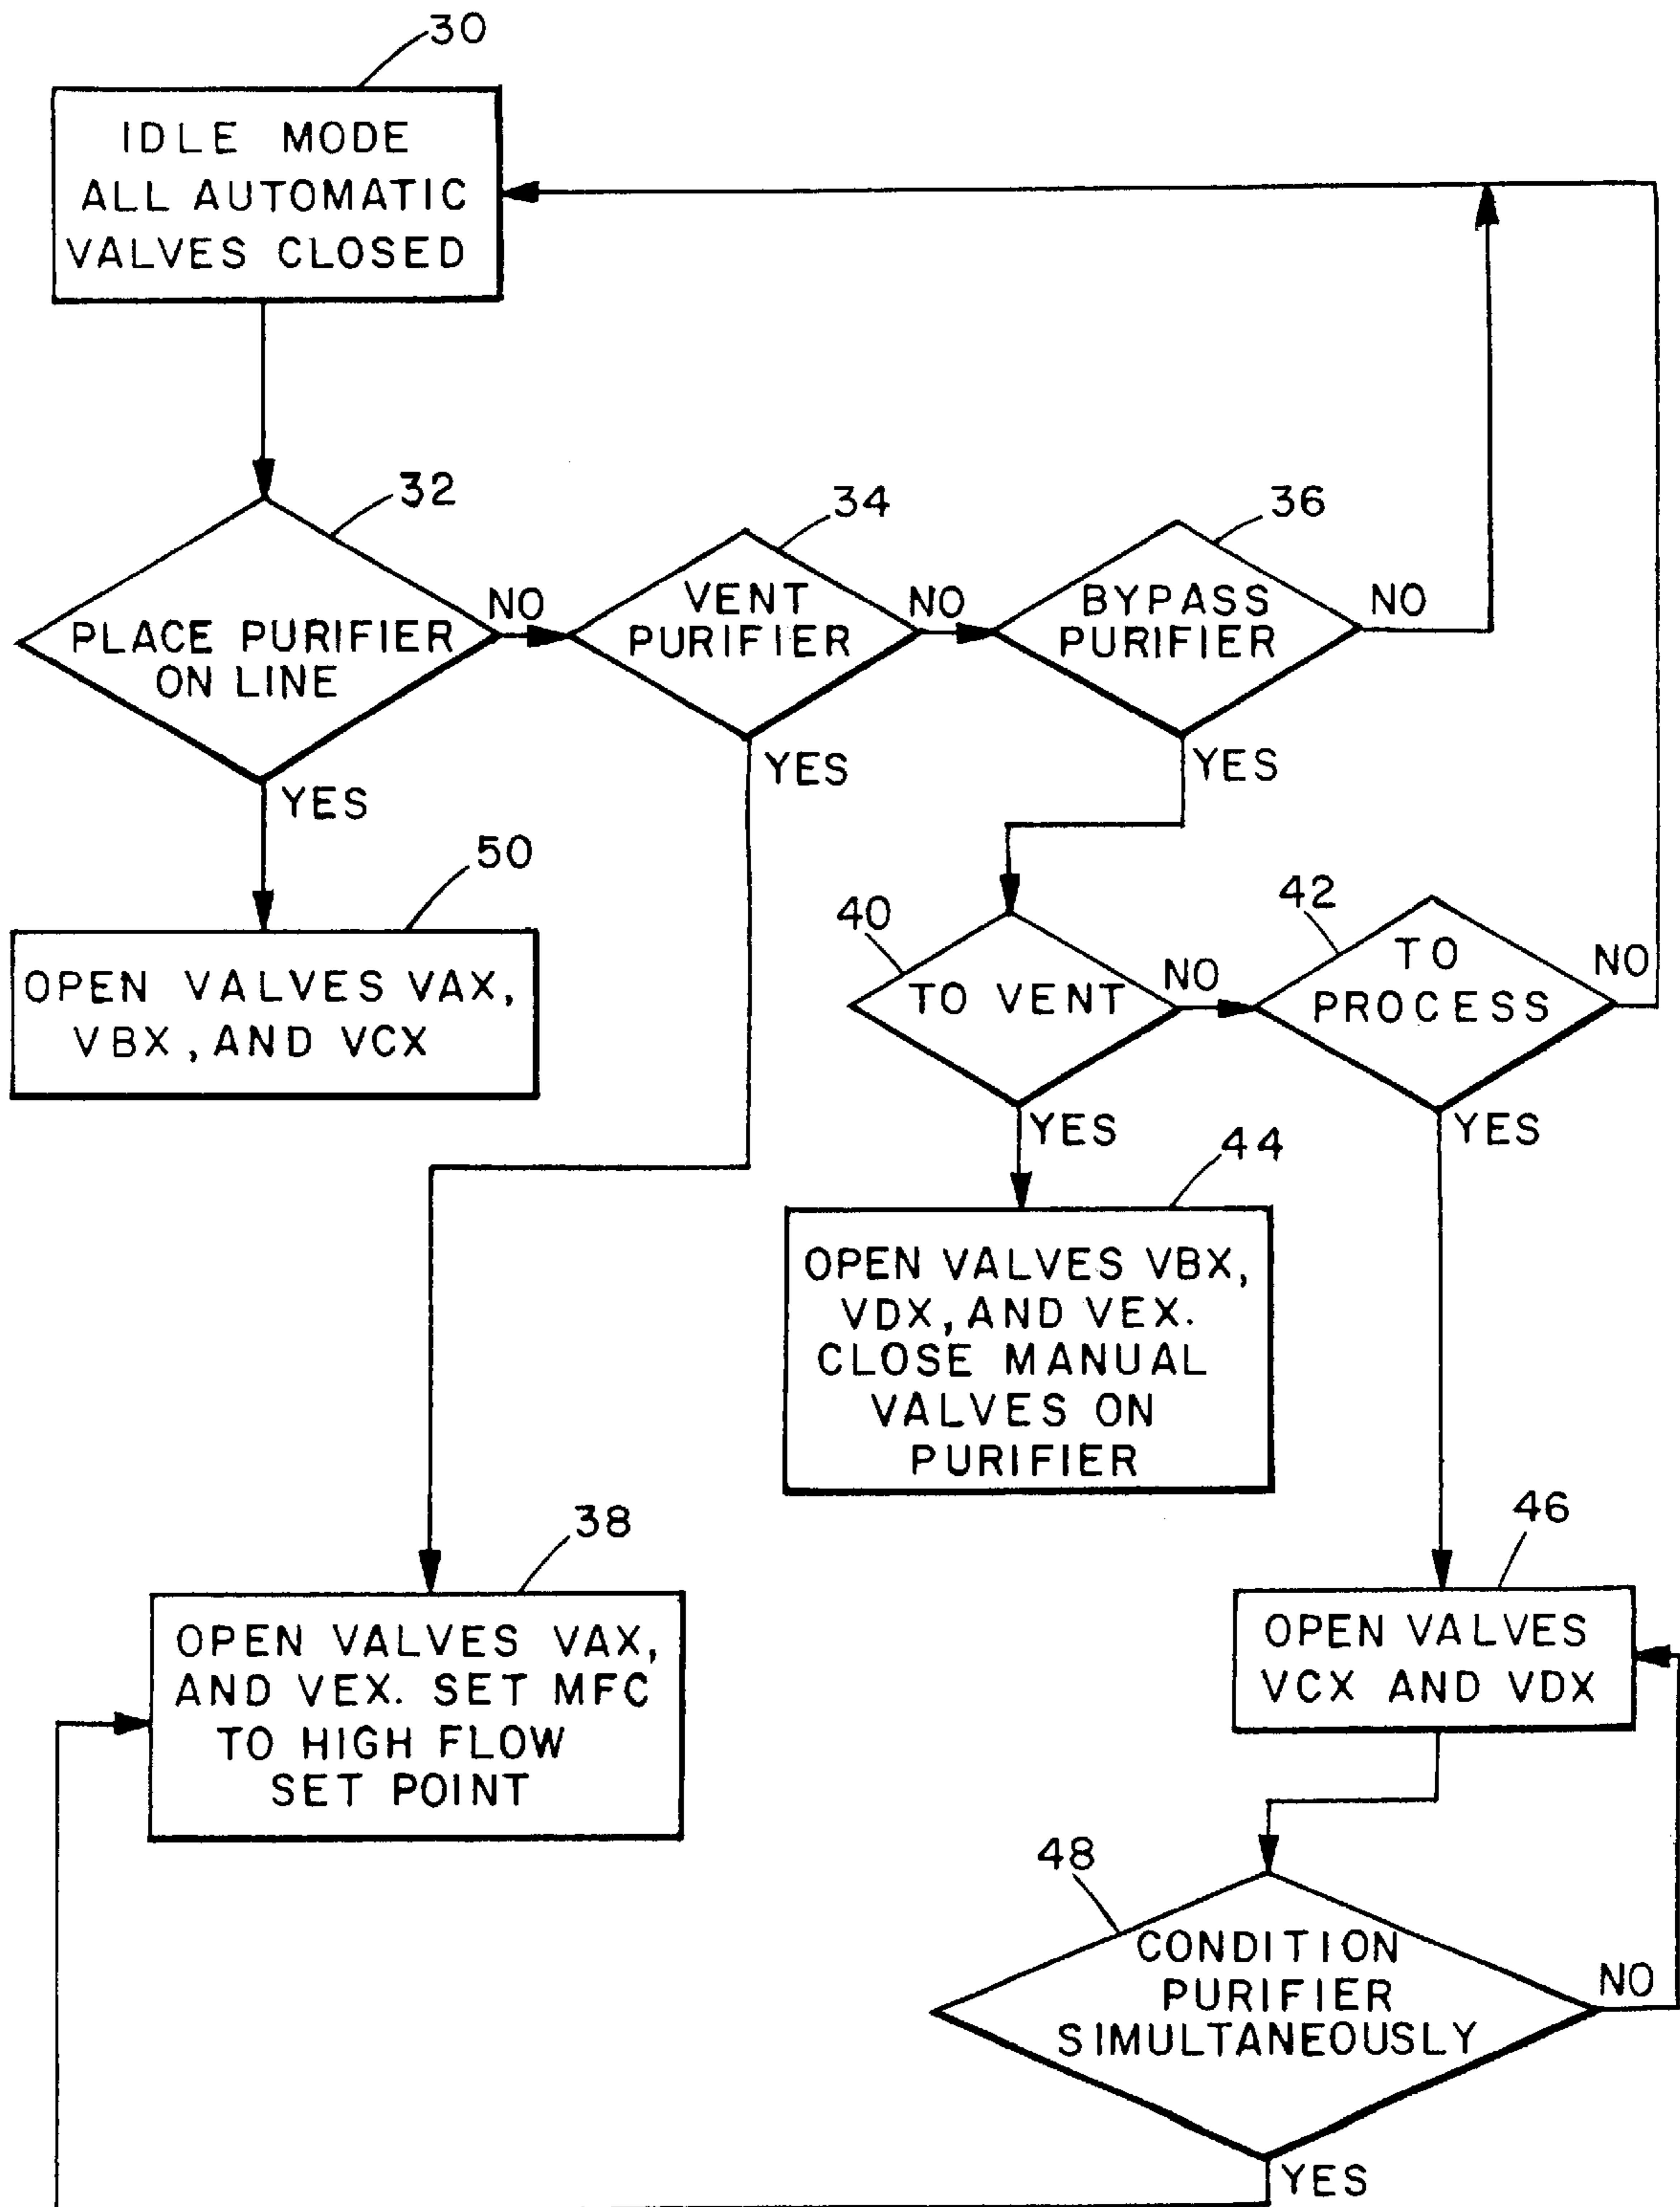 30
IDLE MODE
ALL AUTOMATIC
VALVES CLOSED
32
PLACE PURIFIER
ON LINE
NO
YES
34
VENT
PURIFIER
NO
YES
36
BYPASS
PURIFIER
NO
YES
50
OPEN VALVES VAX,
VBX, AND VCX
40
TO VENT
NO
YES
42
TO
PROCESS
NO
YES
44
OPEN VALVES VBX,
VDX, AND VEX.
CLOSE MANUAL
VALVES ON
PURIFIER
38
OPEN VALVES VAX,
AND VEX. SET MFC
TO HIGH FLOW
SET POINT
46
OPEN VALVES
VCX AND VDX
48
CONDITION
PURIFIER
SIMULTANEOUSLY
NO
YES